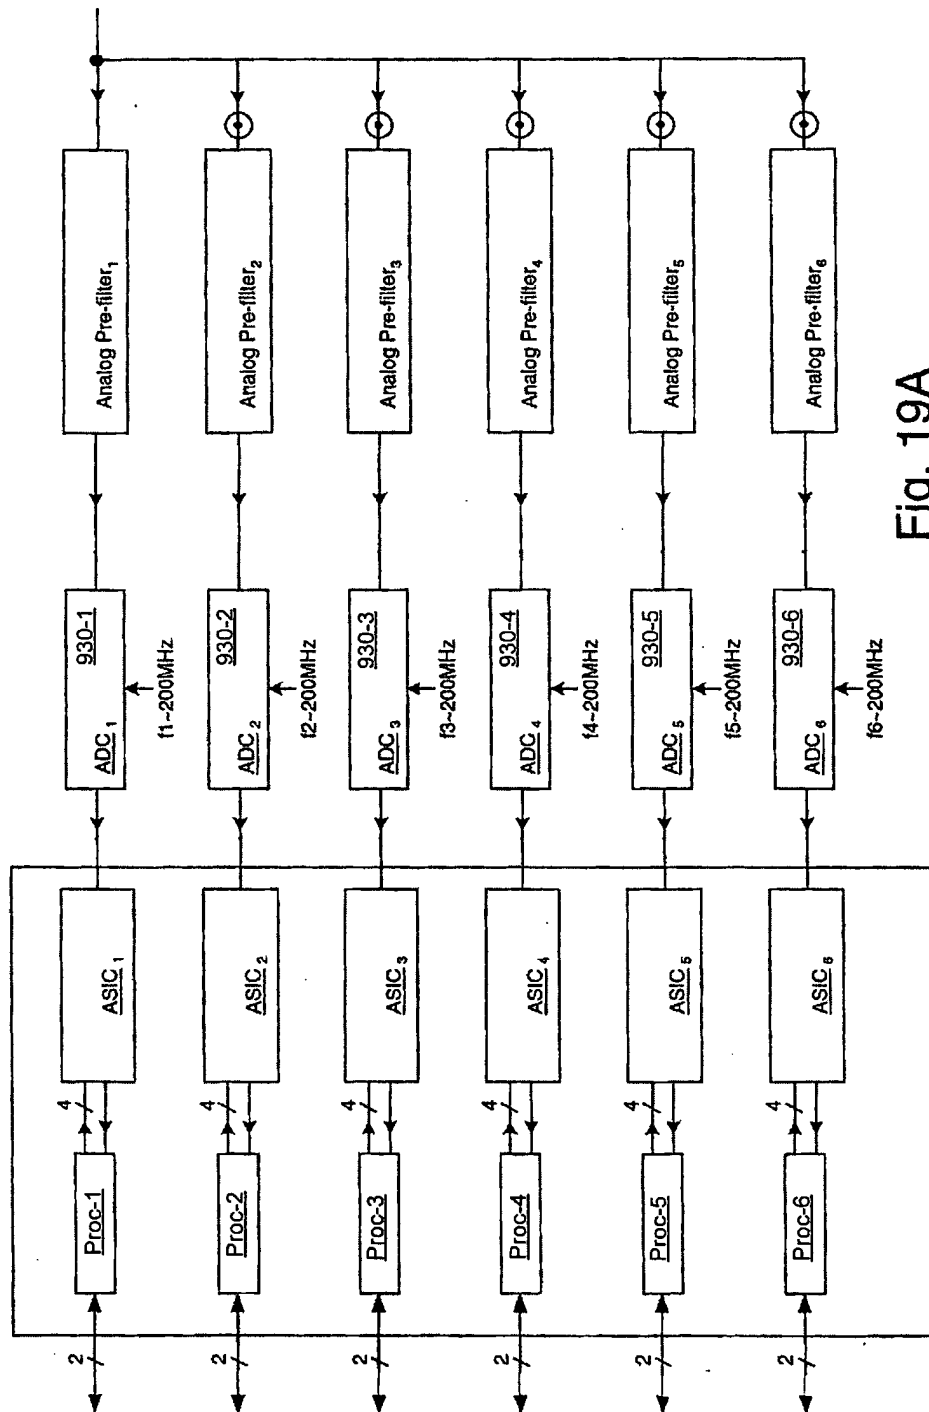 Analog Pre-filter1
Analog Pre-filter2
Analog Pre-filter3
Analog Pre-filter4
Analog Pre-filter5
Analog Pre-filter6
930-1
ADC1
f1~200MHz
930-2
ADC2
f2~200MHz
930-3
ADC3
f3~200MHz
930-4
ADC4
f4~200MHz
930-5
ADC5
f5~200MHz
930-6
ADC6
f6~200MHz
ASIC1
ASIC2
ASIC3
ASIC4
ASIC5
ASIC6
4
4
4
4
4
4
Proc-1
Proc-2
Proc-3
Proc-4
Proc-5
Proc-6
2
2
2
2
2
2
Fig. 19A